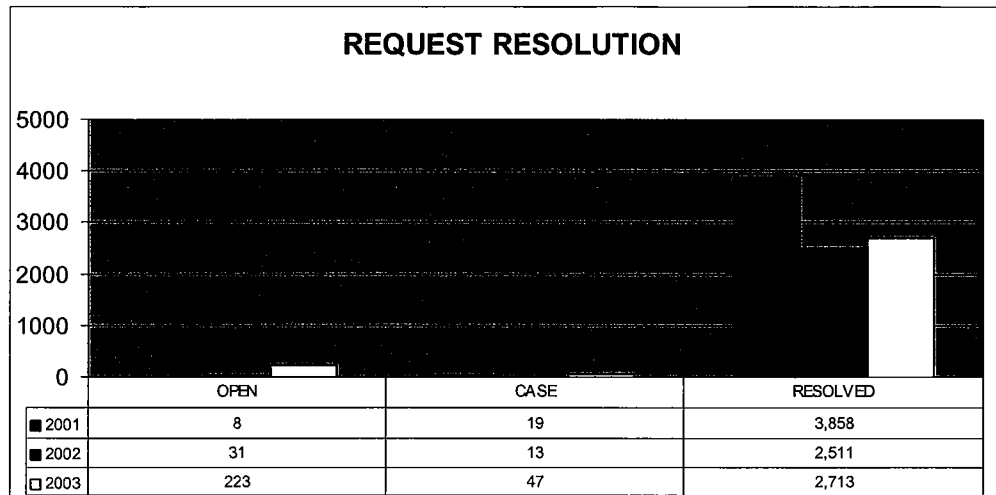 REQUEST RESOLUTION
5000
4000
3000
2000
1000
0
OPEN CASE RESOLVED
2001 8 19 3,858
2002 31 13 2,511
2003 223 47 2,713